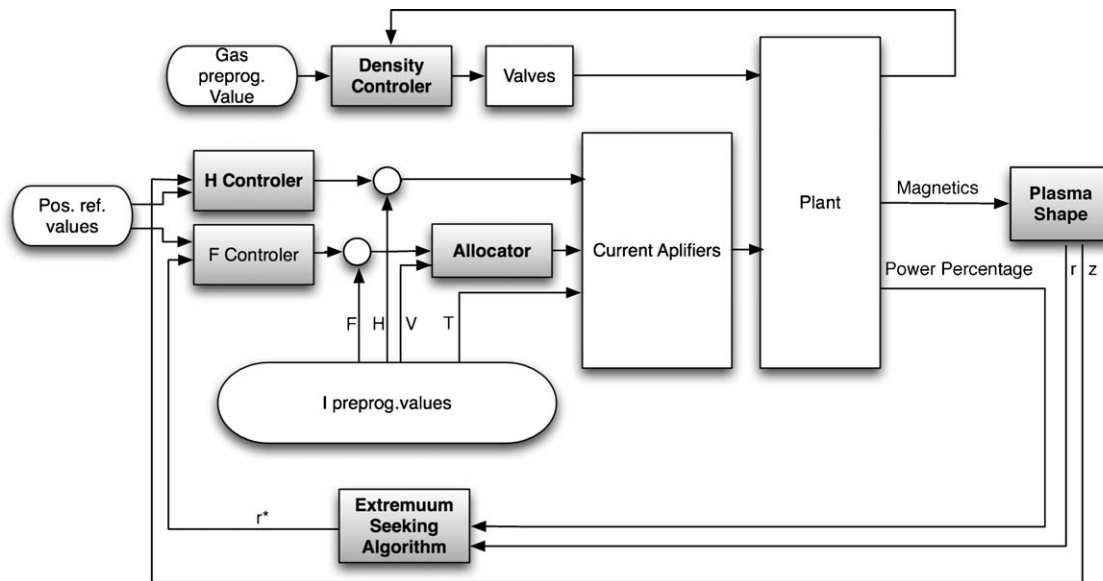 Gas
preprog.
Value
Density
Controler
Valves
H Controler
Pos. ref.
values
F Controler
Allocator
Current Aplifiers
Plant
Magnetics
Plasma
Shape
Power Percentage
r
z
F
H
V
T
I preprog.values
r*
Extremuum
Seeking
Algorithm